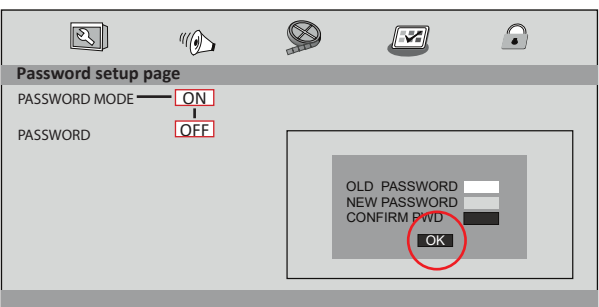 Password setup page
PASSWORD MODE ON
PASSWORD OFF
OLD PASSWORD
NEW PASSWORD
CONFIRM PWD
OK